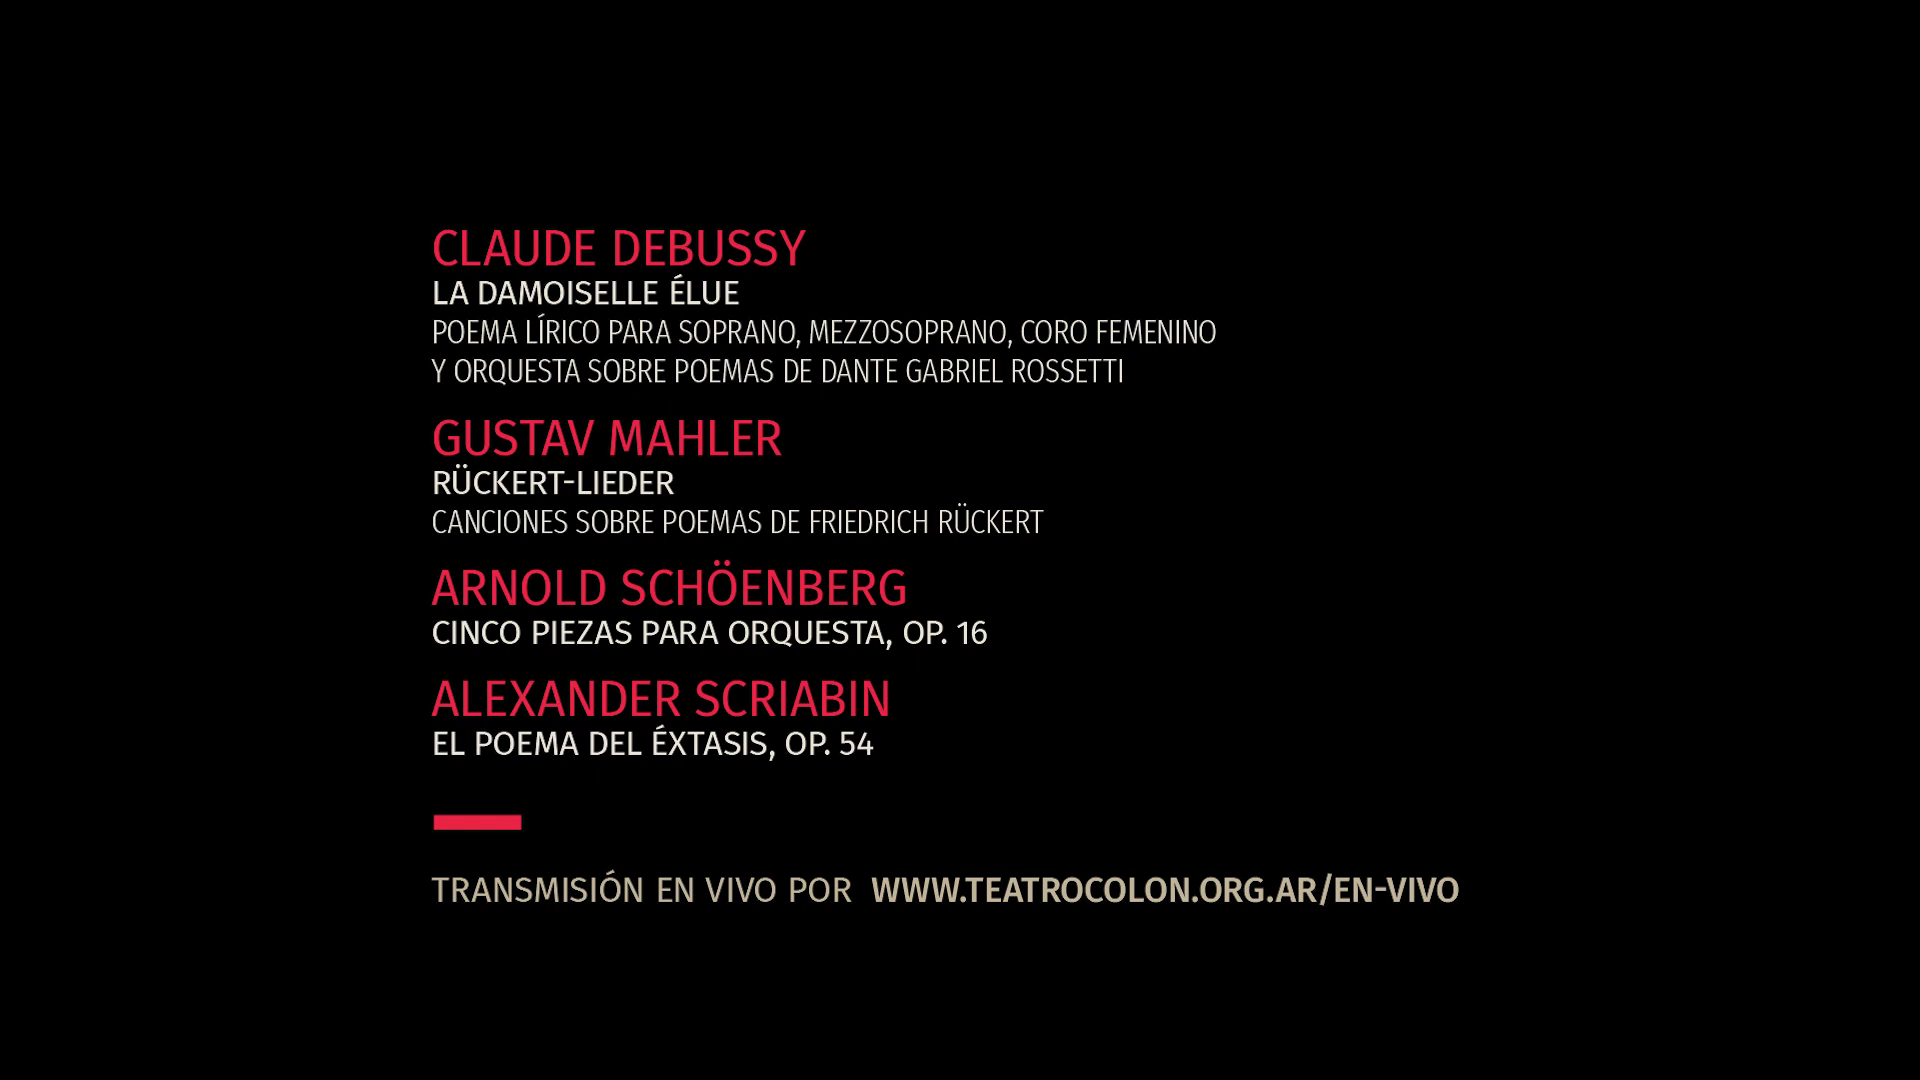 CLAUDE DEBUSSY
LA DAMOISELLE ÉLUE
POEMA LÍRICO PARA SOPRANO, MEZZOSOPRANO, CORO FEMENINO
Y ORQUESTA SOBRE POEMAS DE DANTE GABRIEL ROSSETTI
GUSTAV MAHLER
RÜCKERT-LIEDER
CANCIONES SOBRE POEMAS DE FRIEDRICH RÜCKERT
ARNOLD SCHÖENBERG
CINCO PIEZAS PARA ORQUESTA, OP. 16
ALEXANDER SCRIABIN
EL POEMA DEL ÉXTASIS, OP. 54
TRANSMISIÓN EN VIVO POR WWW.TEATROCOLON.ORG.AR/EN-VIVO